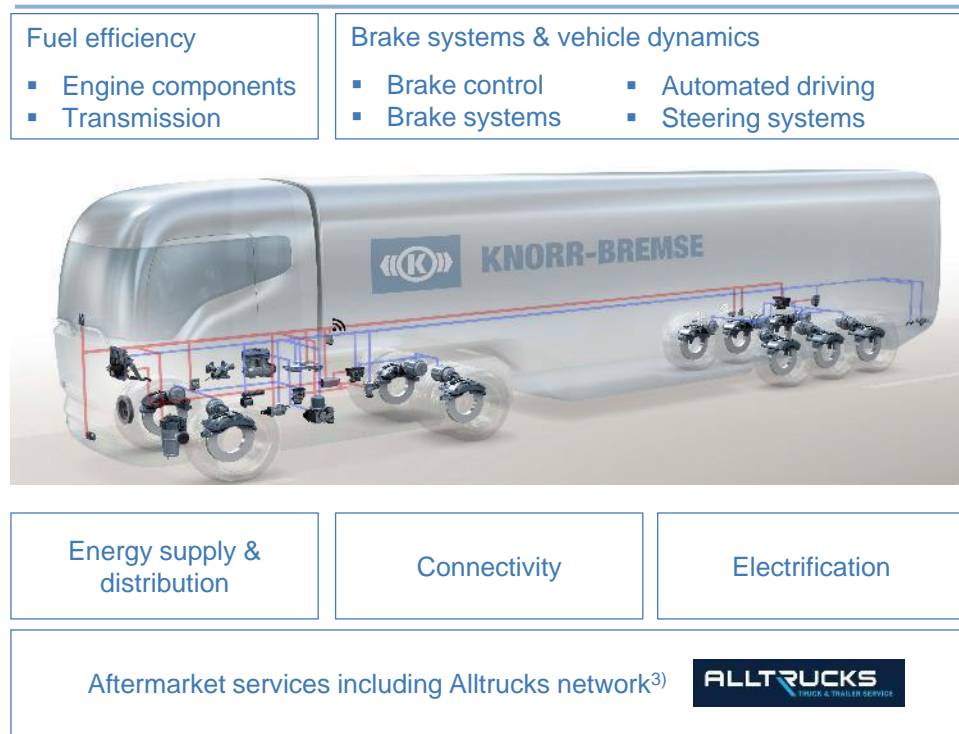 Fuel efficiency
▪ Engine components
▪ Transmission
Brake systems & vehicle dynamics
▪ Brake control
▪ Brake systems
▪ Automated driving
▪ Steering systems
((K)) KNORR-BREMSE
Energy supply &
distribution
Connectivity
Electrification
Aftermarket services including Alltrucks network³⁾
ALLTRUCKS
TRUCK & TRAILER SERVICE